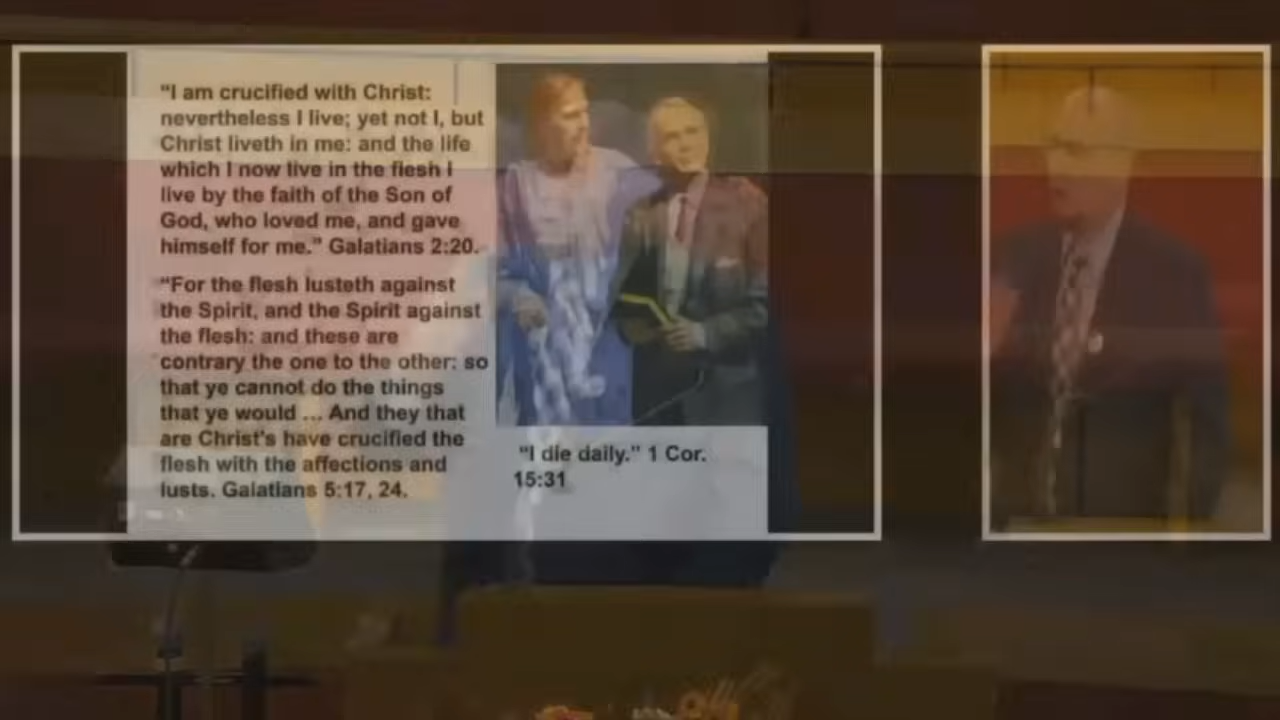 “I am crucified with Christ:
nevertheless I live; yet not I, but
Christ liveth in me: and the life
which I now live in the flesh I
live by the faith of the Son of
God, who loved me, and gave
himself for me.” Galatians 2:20.
“For the flesh lusteth against
the Spirit, and the Spirit against
the flesh: and these are
contrary the one to the other: so
that ye cannot do the things
that ye would ... And they that
are Christ's have crucified the
flesh with the affections and
lusts. Galatians 5:17, 24.
“I die daily.” 1 Cor.
15:31